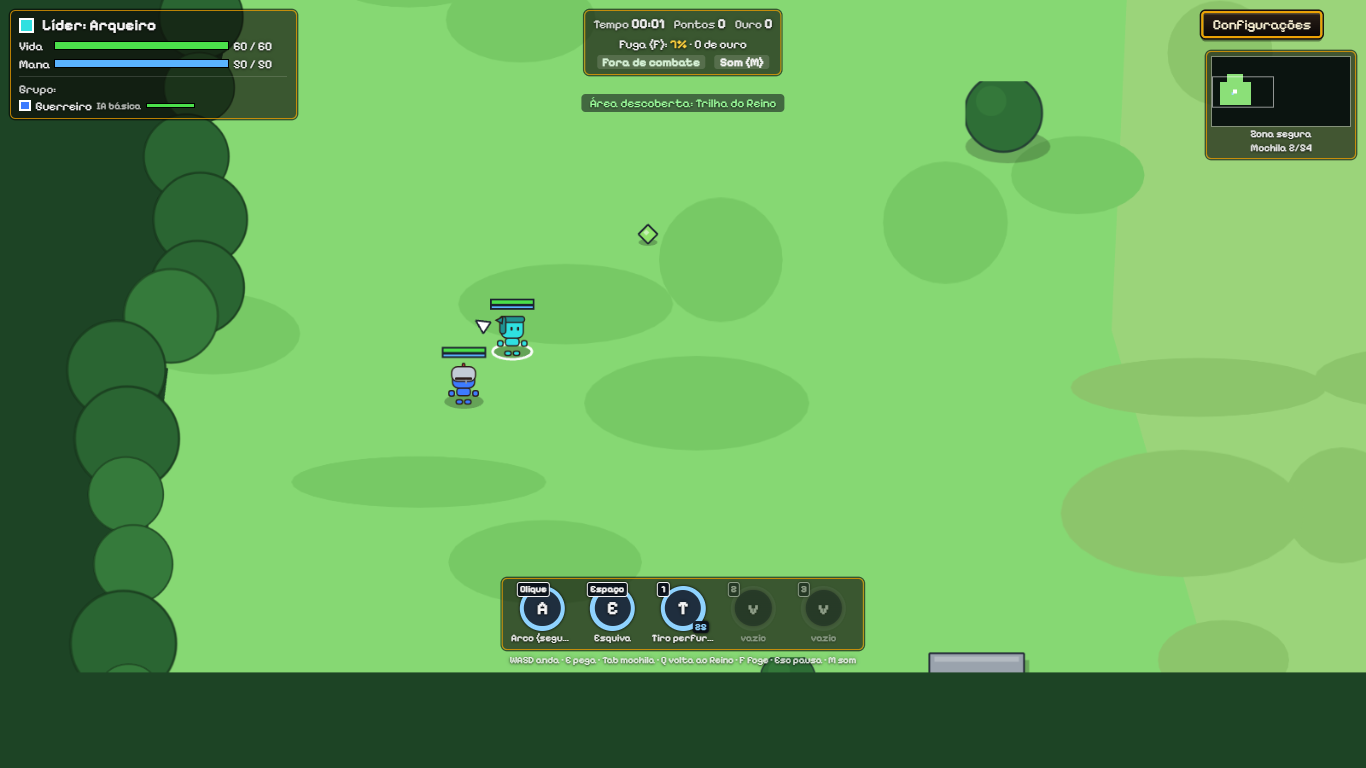 Líder: Arqueiro
Vida 60 / 60
Mana 80 / 80
Grupo:
Guerreiro IA básica
Tempo 00:01 Pontos 0 Ouro 0
Fuga (F): 7% · 0 de ouro
Fora de combate Som (M)
Área descoberta: Trilha do Reino
Configurações
Zona segura
Mochila 2/24
Clique Espaço 1 2 3
A E T v v
22
Arco (segu... Esquiva Tiro perfur... vazio vazio
WASD anda · E pega · Tab mochila · Q volta ao Reino · F Foge · Esc pausa · M som